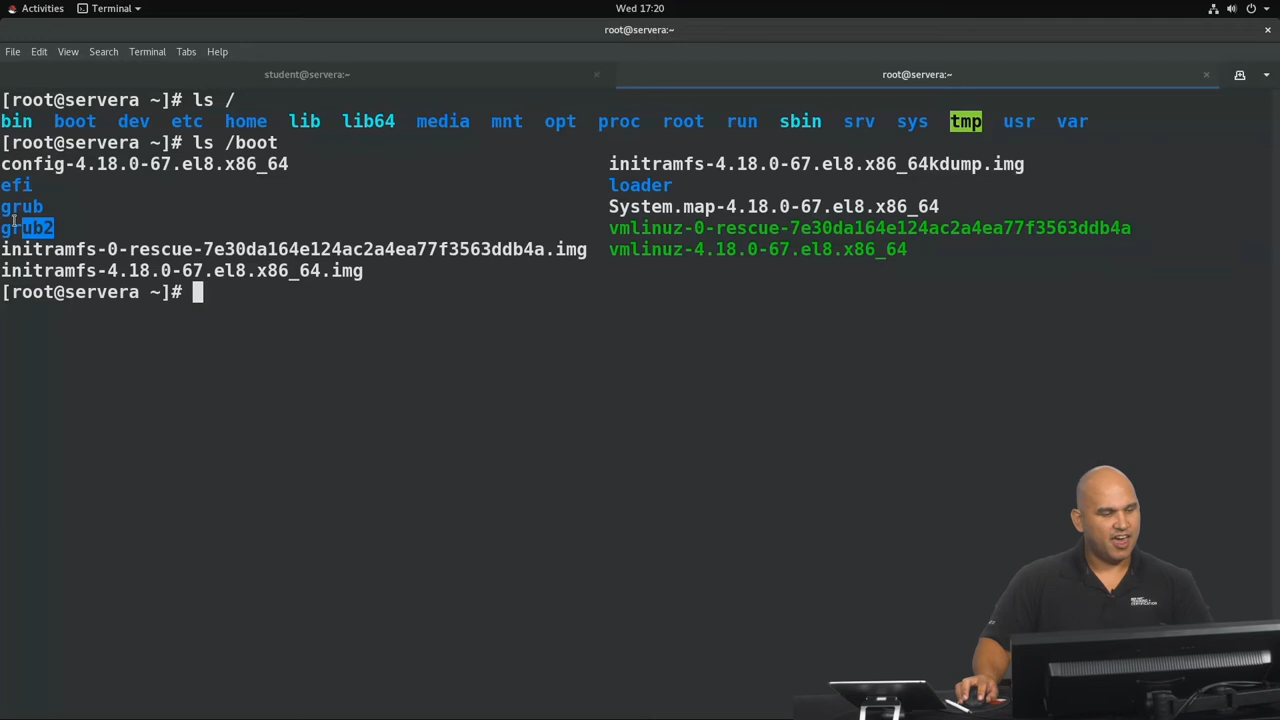 Activities Terminal Wed 17:20
root@servera:~
File Edit View Search Terminal Tabs Help
student@servera:~ root@servera:~
[root@servera ~]# ls /
bin boot dev etc home lib lib64 media mnt opt proc root run sbin srv sys tmp usr var
[root@servera ~]# ls /boot
config-4.18.0-67.el8.x86_64 initramfs-4.18.0-67.el8.x86_64kdump.img
efi loader
grub System.map-4.18.0-67.el8.x86_64
grub2 vmlinuz-0-rescue-7e30da164e124ac2a4ea77f3563ddb4a
initramfs-0-rescue-7e30da164e124ac2a4ea77f3563ddb4a.img vmlinuz-4.18.0-67.el8.x86_64
initramfs-4.18.0-67.el8.x86_64.img
[root@servera ~]#